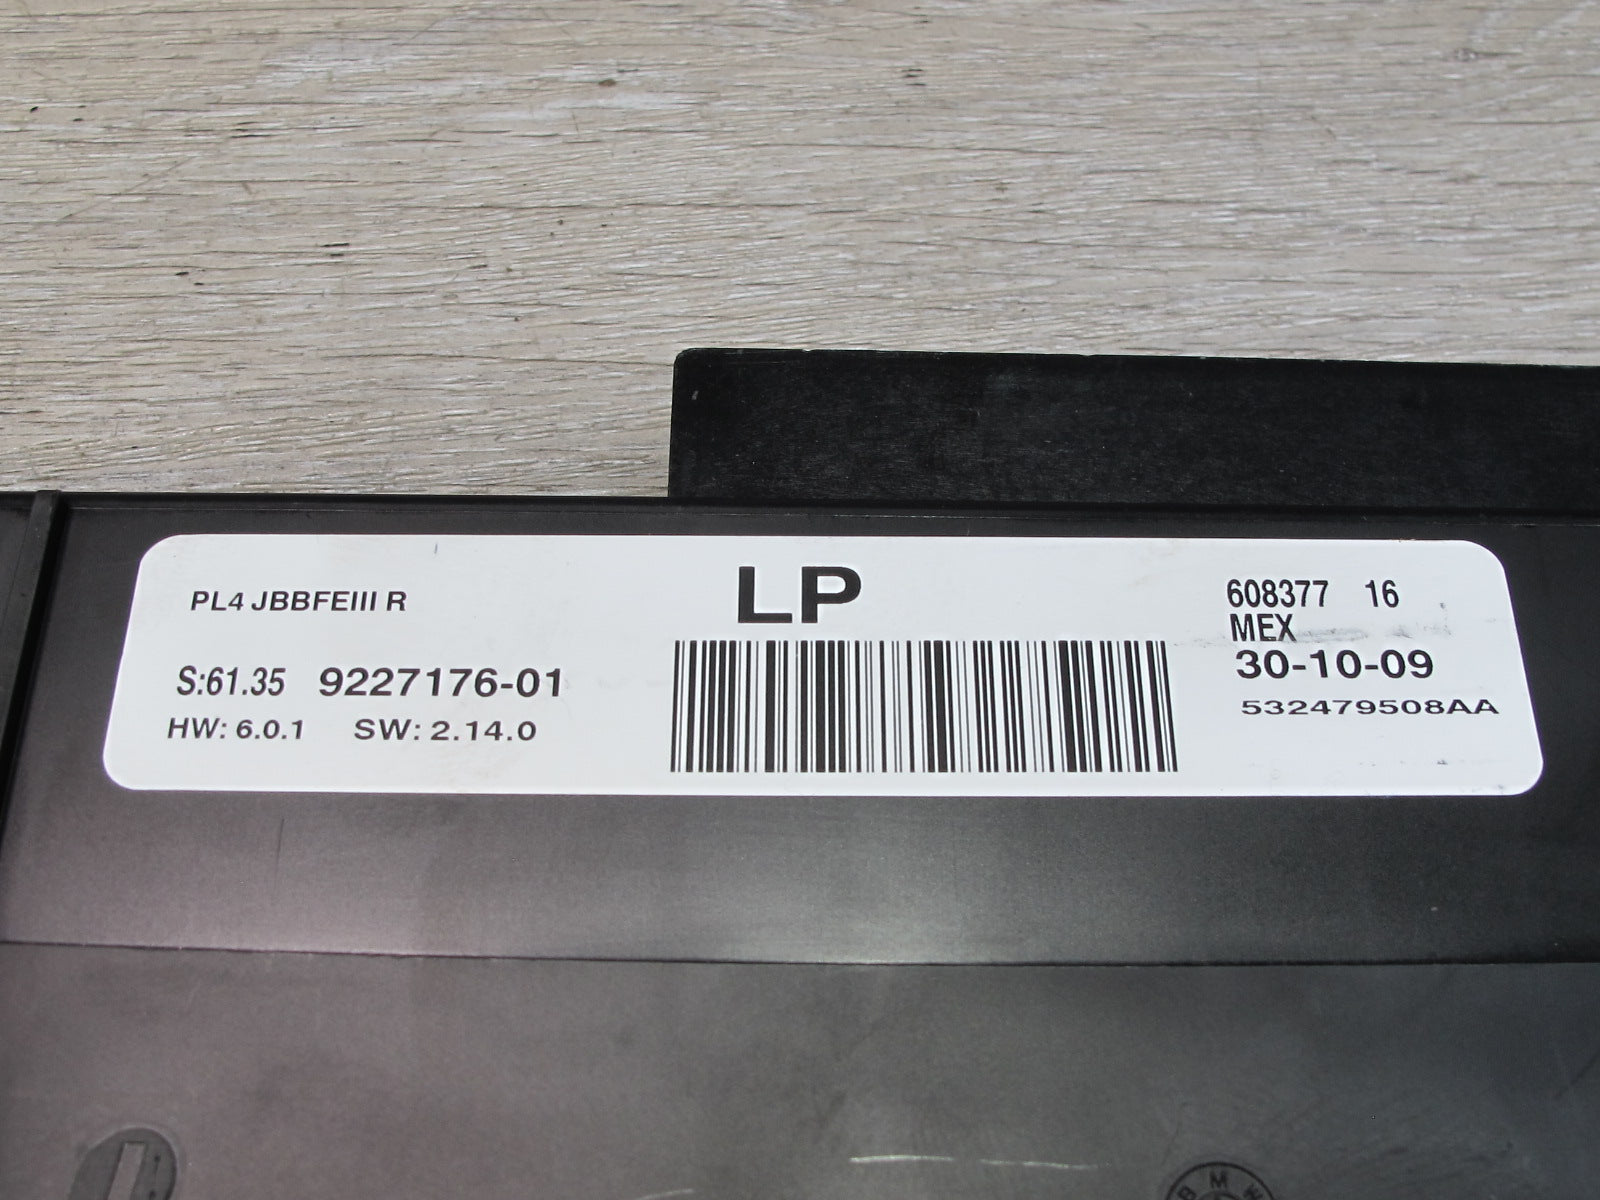 PL4 JBBFEIII R
LP
608377 16
MEX
S:61.35 9227176-01
30-10-09
HW: 6.0.1 SW: 2.14.0
532479508AA
BMW